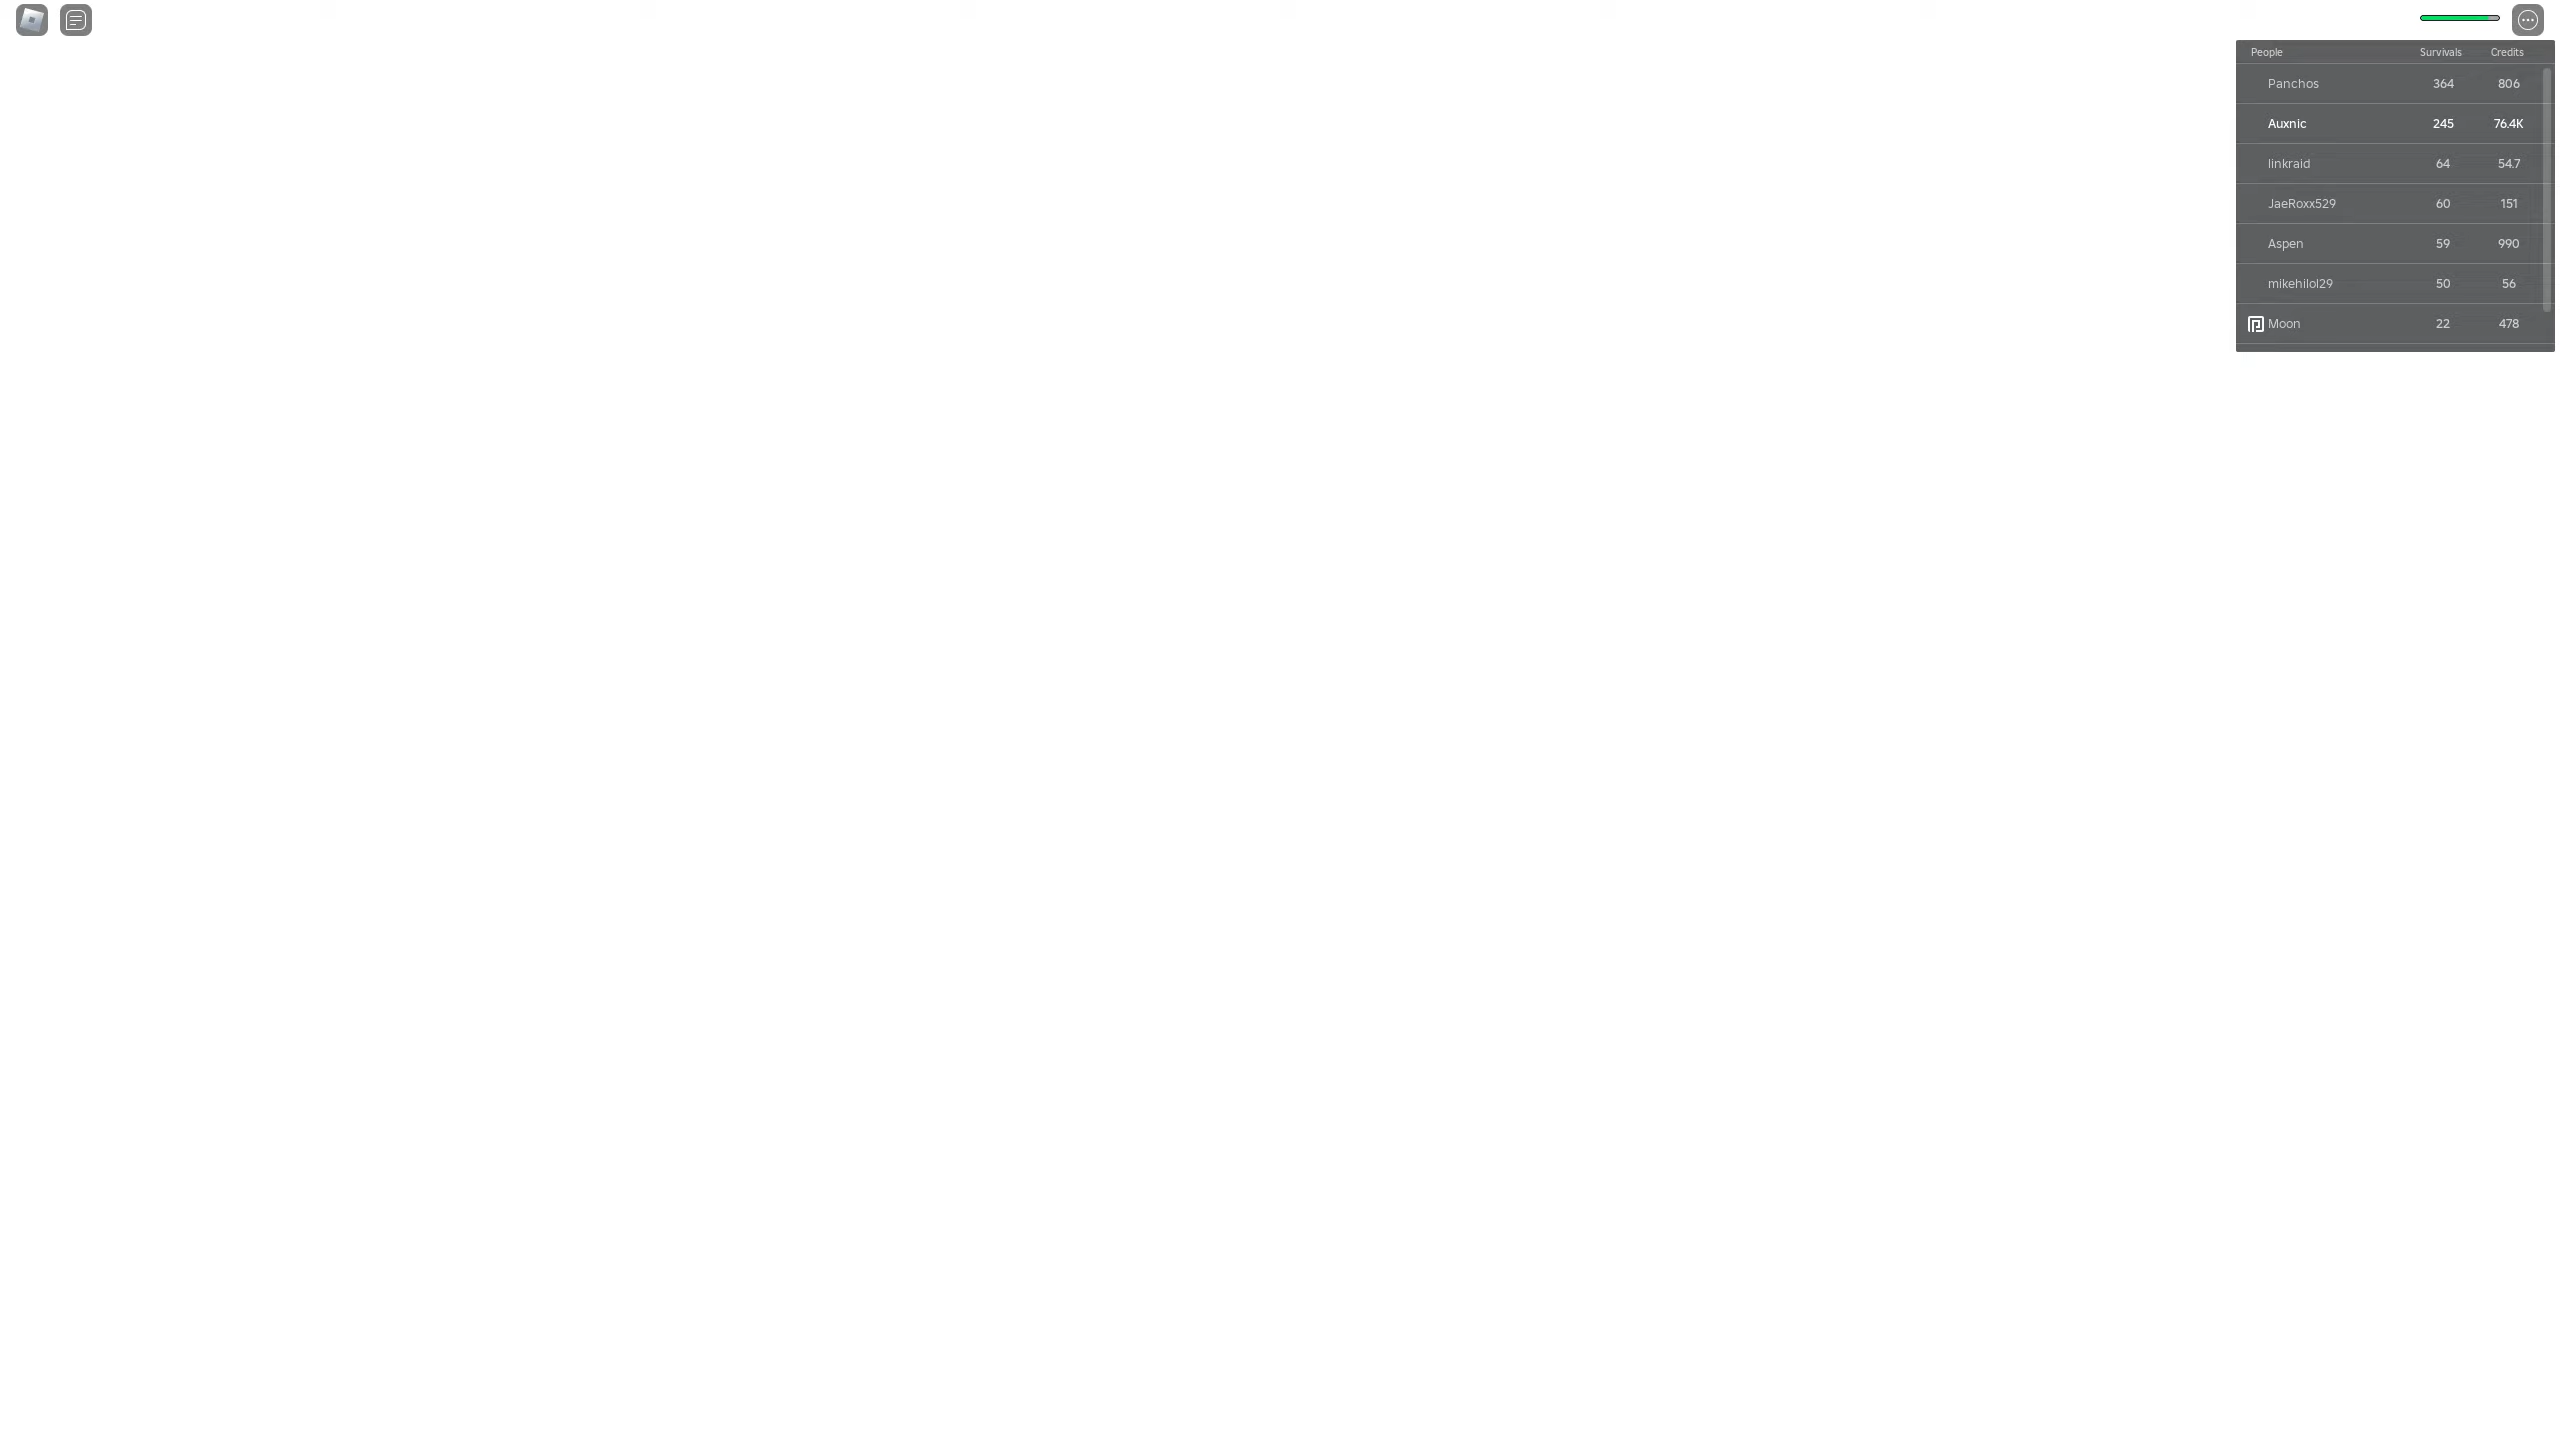 People Survivals Credits
Panchos 364 806
Auxnic 245 76.4K
linkraid 64 54.7
JaeRoxx529 60 151
Aspen 59 990
mikehilol29 50 56
Moon 22 478